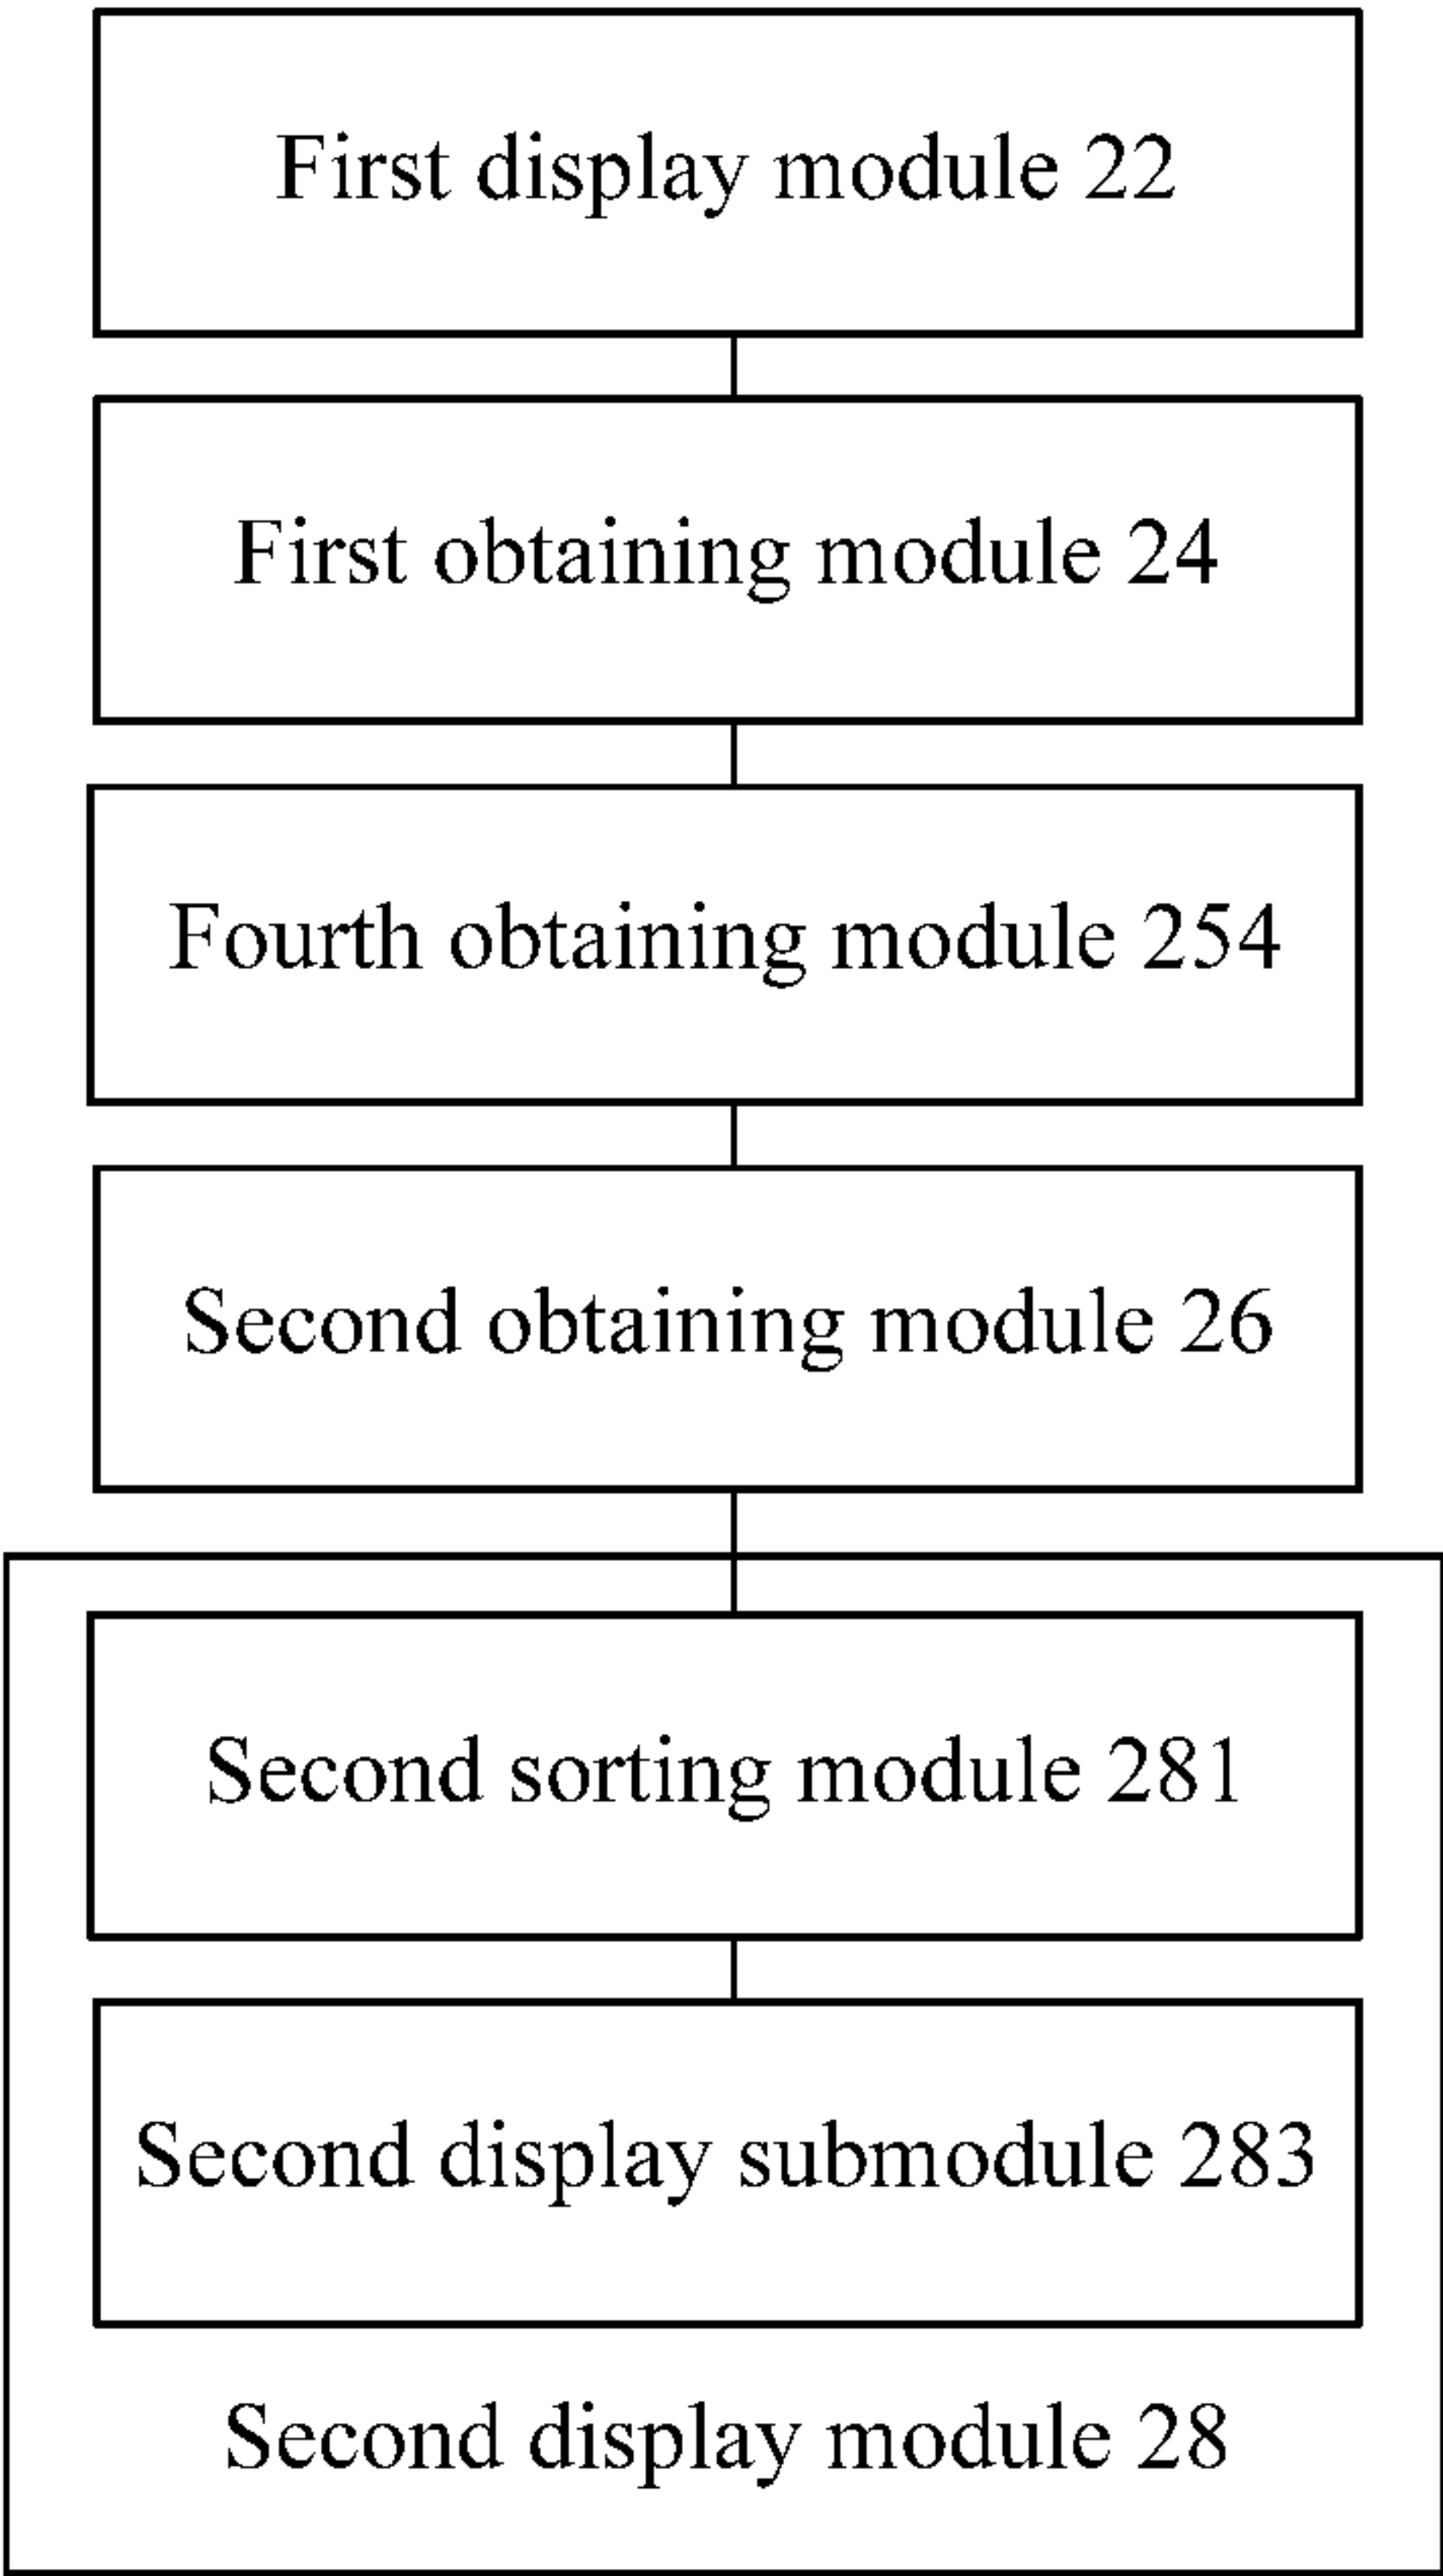 First display module 22
First obtaining module 24
Fourth obtaining module 254
Second obtaining module 26
Second sorting module 281
Second display submodule 283
Second display module 28